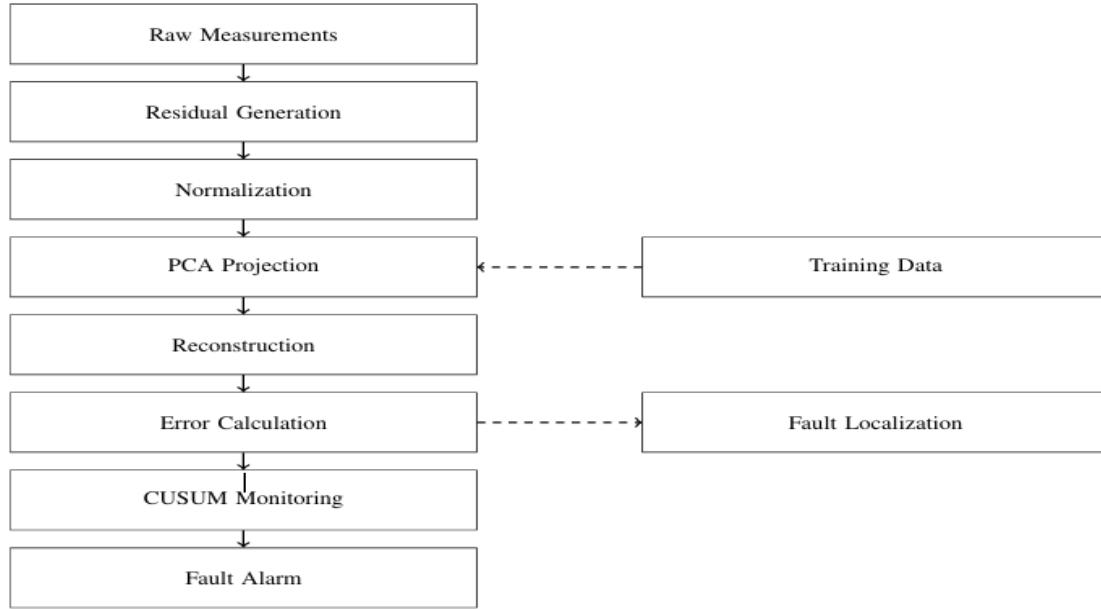 Raw Measurements
Residual Generation
Normalization
PCA Projection
Training Data
Reconstruction
Error Calculation
Fault Localization
CUSUM Monitoring
Fault Alarm